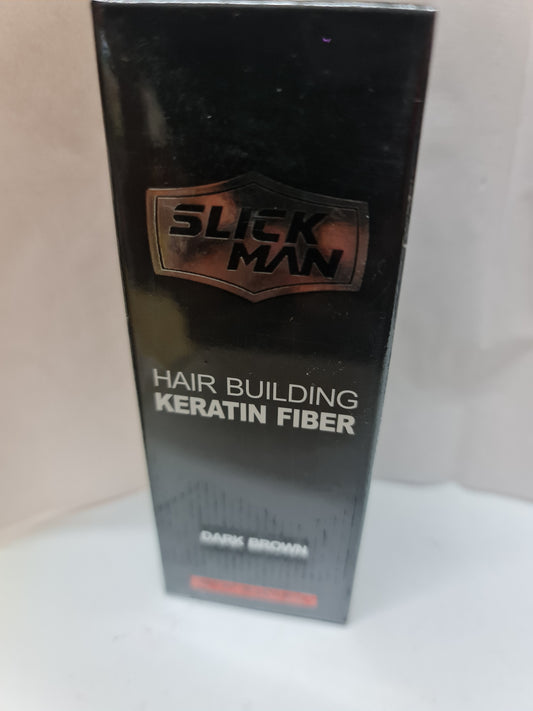 SLICK
MAN
HAIR BUILDING
KERATIN FIBER
DARK BROWN